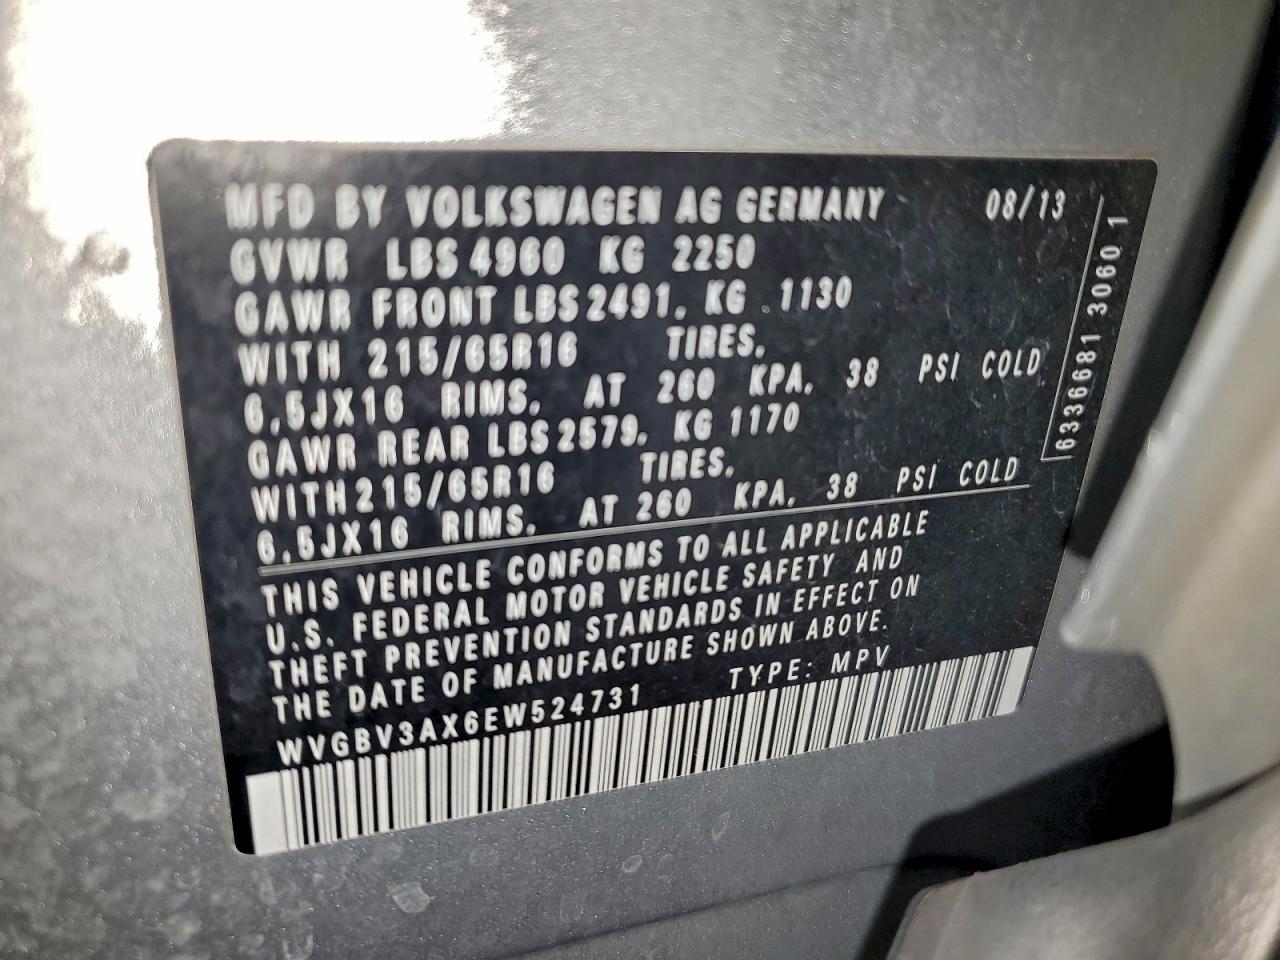 MFD BY VOLKSWAGEN AG GERMANY 08/13
GVWR LBS 4960 KG 2250
GAWR FRONT LBS 2491. KG 1130
WITH 215/65R16 TIRES.
6,5JX16 RIMS. AT 260 KPA. 38 PSI COLD
GAWR REAR LBS 2579. KG 1170
WITH 215/65R16 TIRES.
6,5JX16 RIMS. AT 260 KPA. 38 PSI COLD
THIS VEHICLE CONFORMS TO ALL APPLICABLE
U.S. FEDERAL MOTOR VEHICLE SAFETY AND
THEFT PREVENTION STANDARDS IN EFFECT ON
THE DATE OF MANUFACTURE SHOWN ABOVE.
WVGBV3AX6EW524731 TYPE: MPV
6336681 3060 1